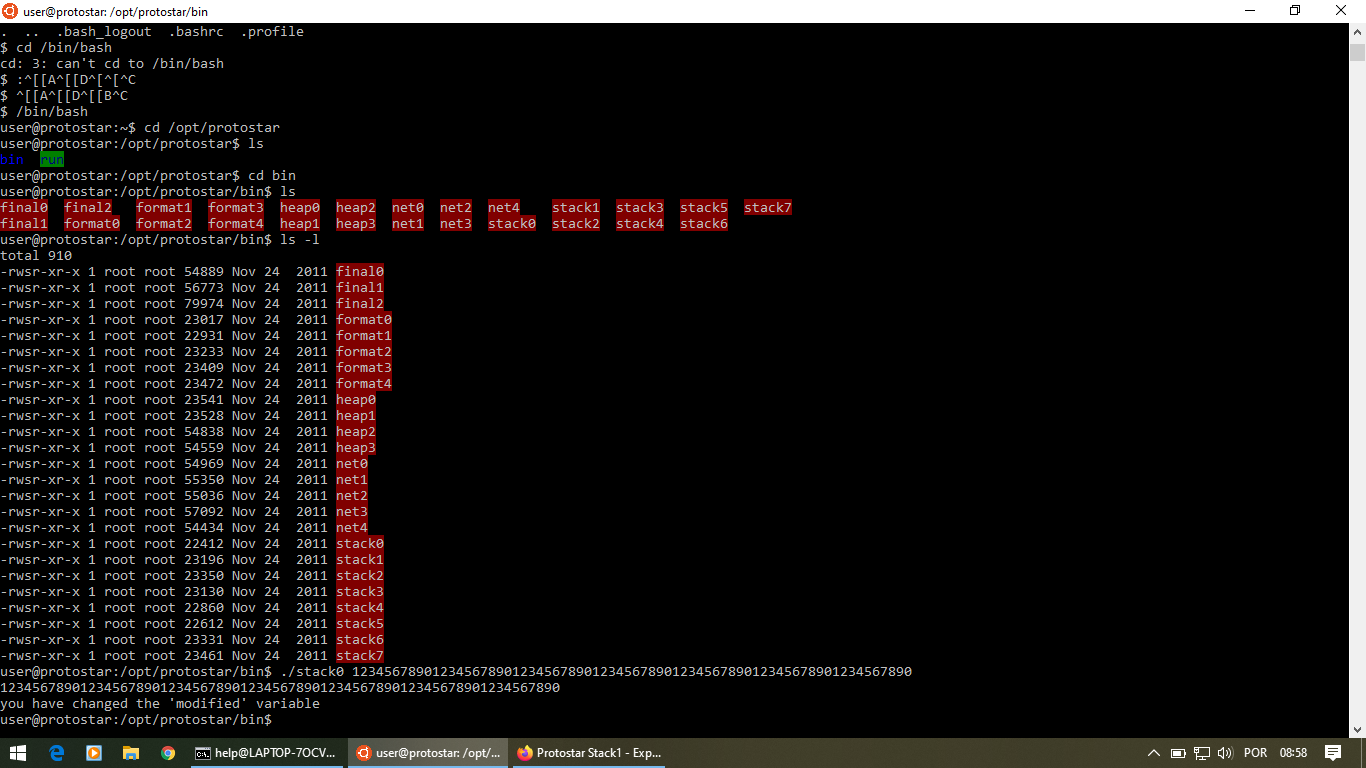 user@protostar: /opt/protostar/bin
.  ..  .bash_logout  .bashrc  .profile
$ cd /bin/bash
cd: 3: can't cd to /bin/bash
$ :^[[A^[[D^[^[^C
$ ^[[A^[[D^[[B^C
$ /bin/bash
user@protostar:~$ cd /opt/protostar
user@protostar:/opt/protostar$ ls
bin  run
user@protostar:/opt/protostar$ cd bin
user@protostar:/opt/protostar/bin$ ls
final0  final2   format1  format3  heap0  heap2  net0  net2  net4    stack1  stack3  stack5  stack7
final1  format0  format2  format4  heap1  heap3  net1  net3  stack0  stack2  stack4  stack6
user@protostar:/opt/protostar/bin$ ls -l
total 910
-rwsr-xr-x 1 root root 54889 Nov 24  2011 final0
-rwsr-xr-x 1 root root 56773 Nov 24  2011 final1
-rwsr-xr-x 1 root root 79974 Nov 24  2011 final2
-rwsr-xr-x 1 root root 23017 Nov 24  2011 format0
-rwsr-xr-x 1 root root 22931 Nov 24  2011 format1
-rwsr-xr-x 1 root root 23233 Nov 24  2011 format2
-rwsr-xr-x 1 root root 23409 Nov 24  2011 format3
-rwsr-xr-x 1 root root 23472 Nov 24  2011 format4
-rwsr-xr-x 1 root root 23541 Nov 24  2011 heap0
-rwsr-xr-x 1 root root 23528 Nov 24  2011 heap1
-rwsr-xr-x 1 root root 54838 Nov 24  2011 heap2
-rwsr-xr-x 1 root root 54559 Nov 24  2011 heap3
-rwsr-xr-x 1 root root 54969 Nov 24  2011 net0
-rwsr-xr-x 1 root root 55350 Nov 24  2011 net1
-rwsr-xr-x 1 root root 55036 Nov 24  2011 net2
-rwsr-xr-x 1 root root 57092 Nov 24  2011 net3
-rwsr-xr-x 1 root root 54434 Nov 24  2011 net4
-rwsr-xr-x 1 root root 22412 Nov 24  2011 stack0
-rwsr-xr-x 1 root root 23196 Nov 24  2011 stack1
-rwsr-xr-x 1 root root 23350 Nov 24  2011 stack2
-rwsr-xr-x 1 root root 23130 Nov 24  2011 stack3
-rwsr-xr-x 1 root root 22860 Nov 24  2011 stack4
-rwsr-xr-x 1 root root 22612 Nov 24  2011 stack5
-rwsr-xr-x 1 root root 23331 Nov 24  2011 stack6
-rwsr-xr-x 1 root root 23461 Nov 24  2011 stack7
user@protostar:/opt/protostar/bin$ ./stack0 1234567890123456789012345678901234567890123456789012345678901234567890
1234567890123456789012345678901234567890123456789012345678901234567890
you have changed the 'modified' variable
user@protostar:/opt/protostar/bin$
help@LAPTOP-7OCV... user@protostar: /opt/... Protostar Stack1 - Exp... POR 08:58